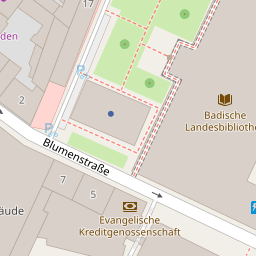 17
den
2
Badische
Landesbibliothe
Blumenstraße
7
5
äude
Evangelische
Kreditgenossenschaft